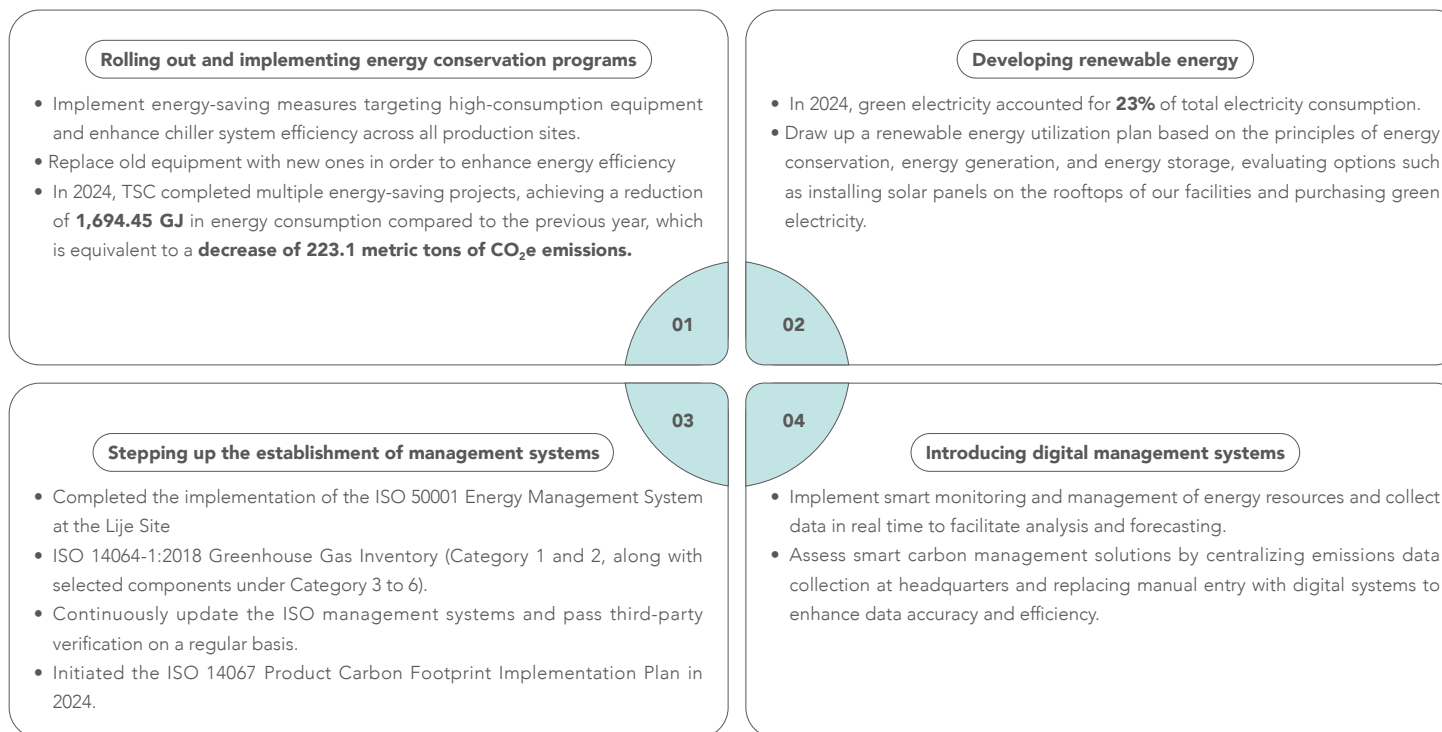 Rolling out and implementing energy conservation programs
• Implement energy-saving measures targeting high-consumption equipment
and enhance chiller system efficiency across all production sites.
• Replace old equipment with new ones in order to enhance energy efficiency
• In 2024, TSC completed multiple energy-saving projects, achieving a reduction
of 1,694.45 GJ in energy consumption compared to the previous year, which
is equivalent to a decrease of 223.1 metric tons of CO₂e emissions.
01
Developing renewable energy
• In 2024, green electricity accounted for 23% of total electricity consumption.
• Draw up a renewable energy utilization plan based on the principles of energy
conservation, energy generation, and energy storage, evaluating options such
as installing solar panels on the rooftops of our facilities and purchasing green
electricity.
02
03
Stepping up the establishment of management systems
• Completed the implementation of the ISO 50001 Energy Management System
at the Lije Site
• ISO 14064-1:2018 Greenhouse Gas Inventory (Category 1 and 2, along with
selected components under Category 3 to 6).
• Continuously update the ISO management systems and pass third-party
verification on a regular basis.
• Initiated the ISO 14067 Product Carbon Footprint Implementation Plan in
2024.
04
Introducing digital management systems
• Implement smart monitoring and management of energy resources and collect
data in real time to facilitate analysis and forecasting.
• Assess smart carbon management solutions by centralizing emissions data
collection at headquarters and replacing manual entry with digital systems to
enhance data accuracy and efficiency.